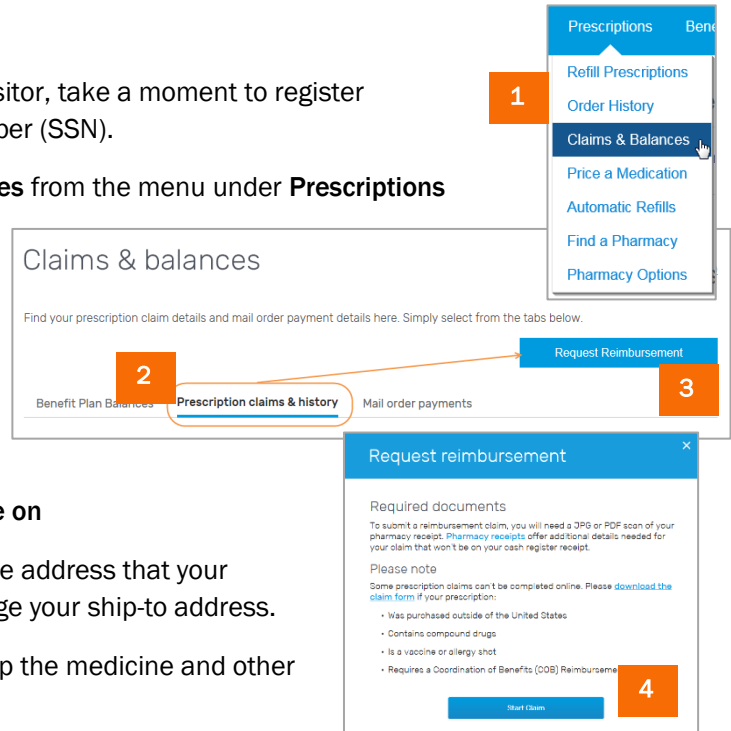 Prescriptions Bene
Refill Prescriptions
1
Order History
Claims & Balances
Price a Medication
Automatic Refills
Find a Pharmacy
Pharmacy Options
sitor, take a moment to register
ber (SSN).
es from the menu under Prescriptions
Claims & balances
Find your prescription claim details and mail order payment details here. Simply select from the tabs below.
Request Reimbursement
2
3
Benefit Plan Balances Prescription claims & history Mail order payments
Request reimbursement ×
Required documents
To submit a reimbursement claim, you will need a JPG or PDF scan of your
pharmacy receipt. Pharmacy receipts offer additional details needed for
your claim that won't be on your cash register receipt.
Please note
Some prescription claims can't be completed online. Please download the
claim form if your prescription:
• Was purchased outside of the United States
• Contains compound drugs
• Is a vaccine or allergy shot
• Requires a Coordination of Benefits (COB) Reimburseme
4
Start Claim
e on
e address that your
ge your ship-to address.
p the medicine and other